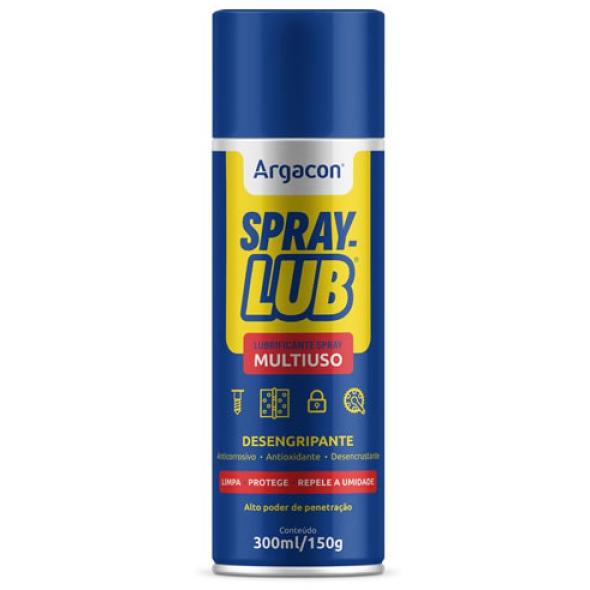 Argacon®
SPRAY-
LUB®
LUBRIFICANTE SPRAY
MULTIUSO
DESENGRIPANTE
Anticorrosivo • Antioxidante • Desencrustante
LIMPA PROTEGE REPELE A UMIDADE
Alto poder de penetração
Conteúdo
300ml/150g